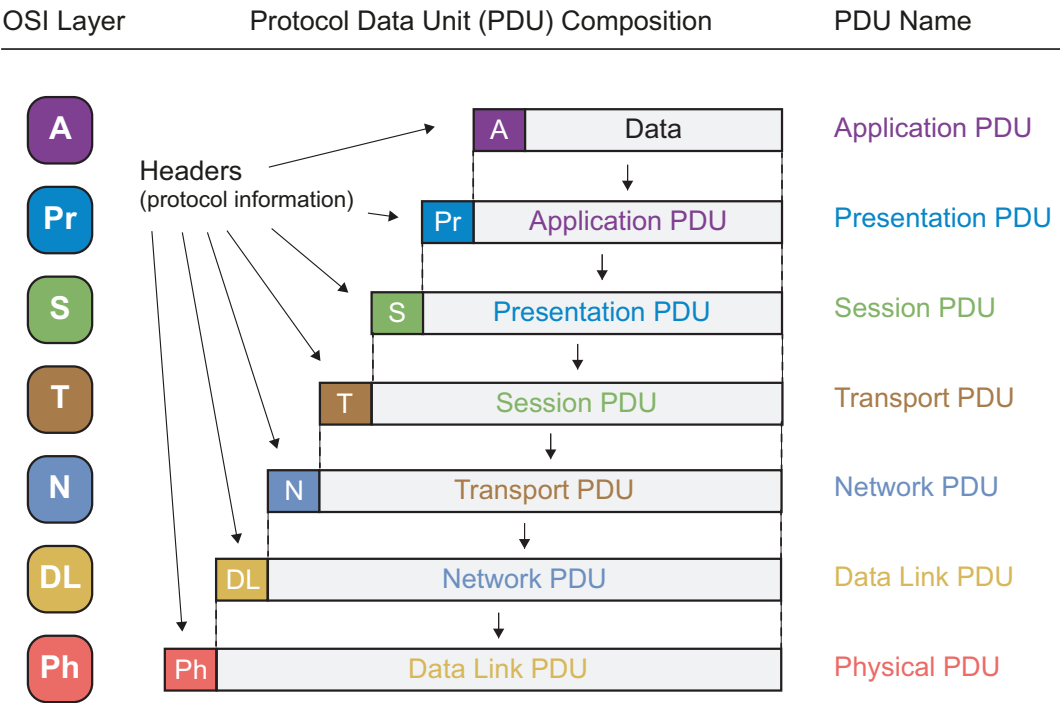 OSI Layer Protocol Data Unit (PDU) Composition PDU Name
A A Data Application PDU
Headers
(protocol information)
Pr Pr Application PDU Presentation PDU
S S Presentation PDU Session PDU
T T Session PDU Transport PDU
N N Transport PDU Network PDU
DL DL Network PDU Data Link PDU
Ph Ph Data Link PDU Physical PDU